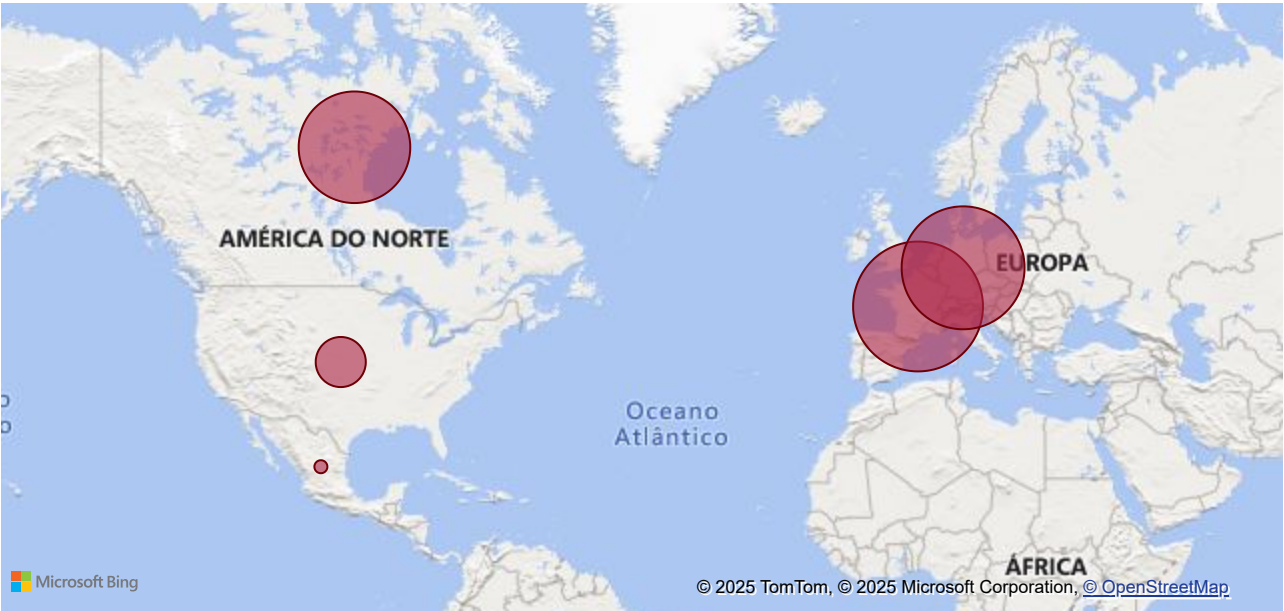 AMÉRICA DO NORTE
EUROPA
Oceano
Atlântico
ÁFRICA
Microsoft Bing
© 2025 TomTom, © 2025 Microsoft Corporation, © OpenStreetMap